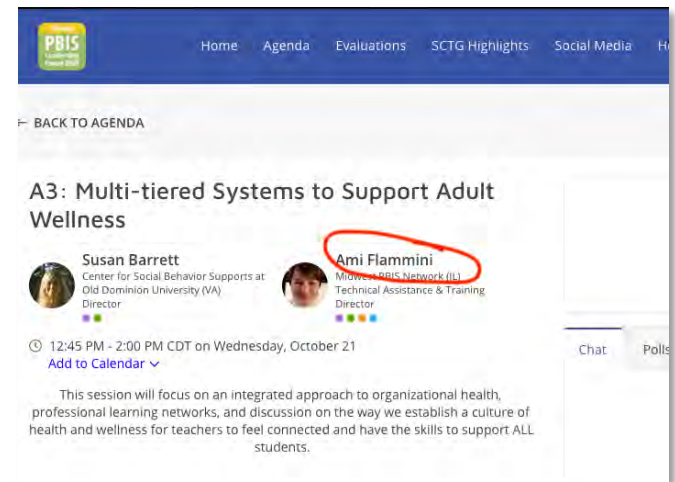 PBIS
Home Agenda Evaluations SCTG Highlights Social Media
BACK TO AGENDA
A3: Multi-tiered Systems to Support Adult
Wellness
Susan Barrett
Center for Social Behavior Supports at
Old Dominion University (VA)
Director
Ami Flammini
Midwest PBIS Network (IL)
Technical Assistance & Training
Director
12:45 PM - 2:00 PM CDT on Wednesday, October 21
Add to Calendar
Chat Polls
This session will focus on an integrated approach to organizational health,
professional learning networks, and discussion on the way we establish a culture of
health and wellness for teachers to feel connected and have the skills to support ALL
students.